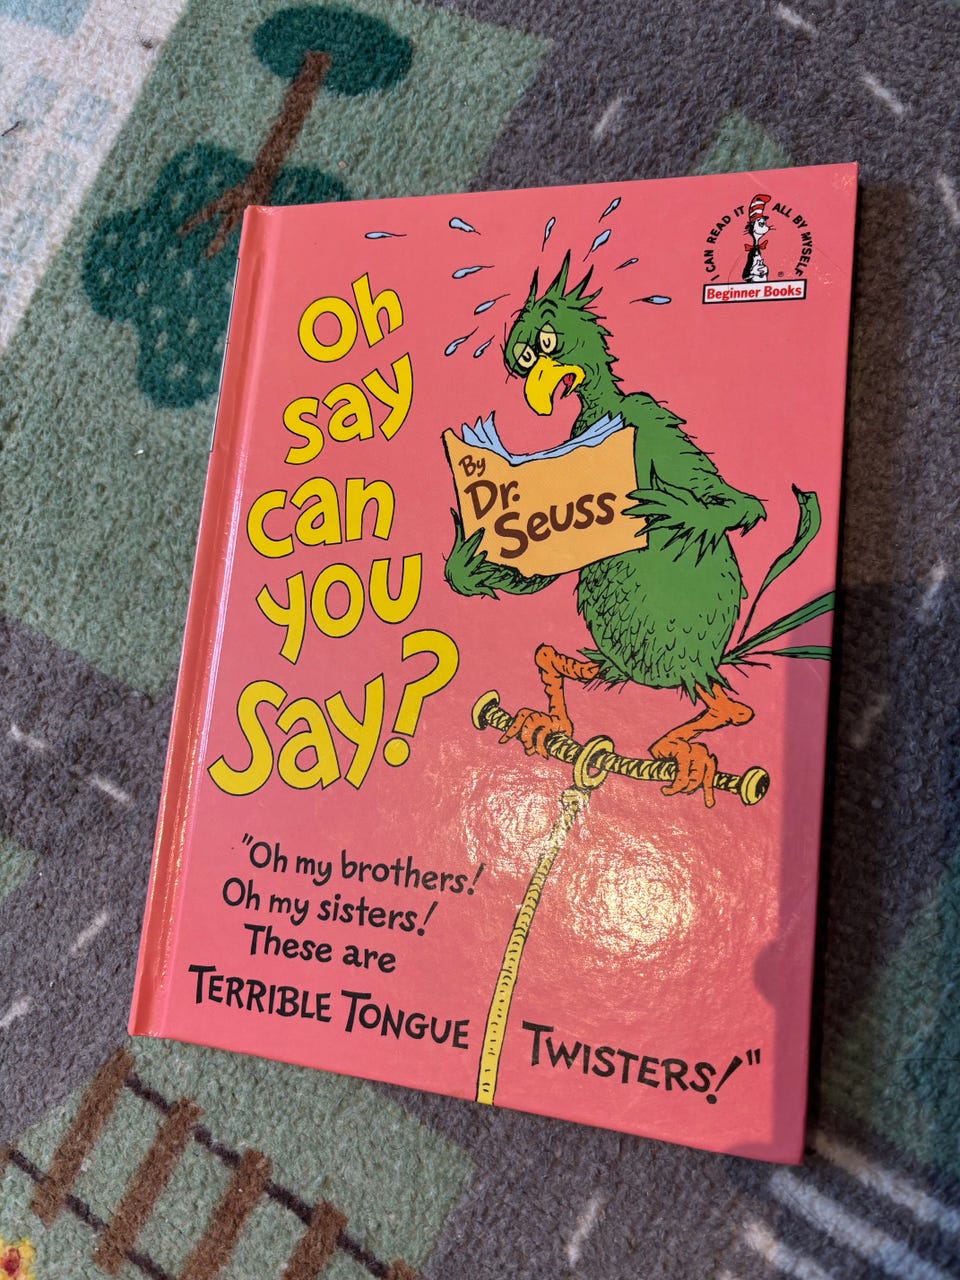 I CAN READ IT ALL BY MYSELF
Beginner Books
Oh
say
can
you
Say?
By
Dr.
Seuss
"Oh my brothers!
Oh my sisters!
These are
TERRIBLE TONGUE TWISTERS!"